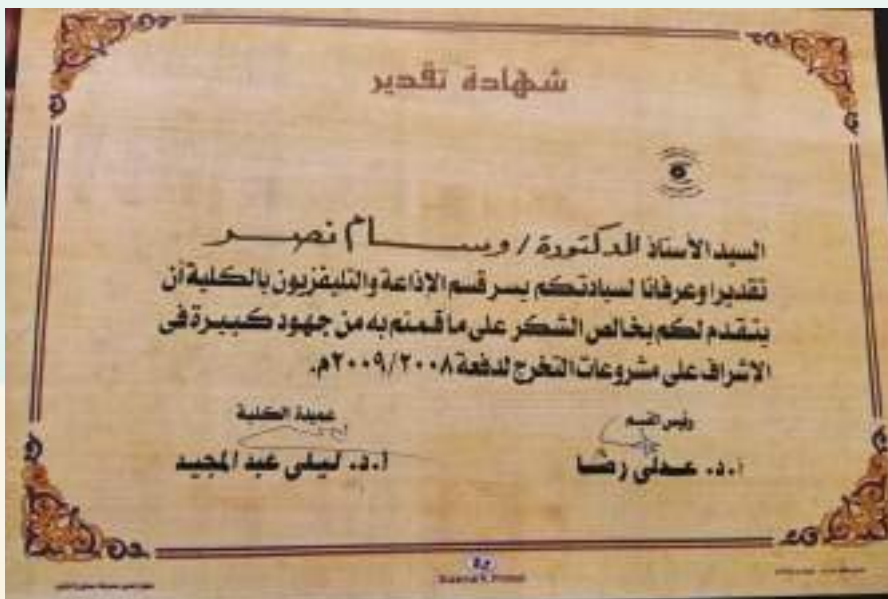 شهادة تقدير
السيد الأستاذ الدكتورة / وسام نصر
تقديرا وعرفانا لسيادتكم يسر قسم الإذاعة والتليفزيون بالكلية أن
يتقدم لكم بخالص الشكر على ما قمتم به من جهود كبيرة فى
الاشراف على مشروعات التخرج لدفعة ٢٠٠٨/٢٠٠٩م.
رئيس القسم
أ.د. عدلى رضا
عميدة الكلية
أ.د. ليلى عبد المجيد